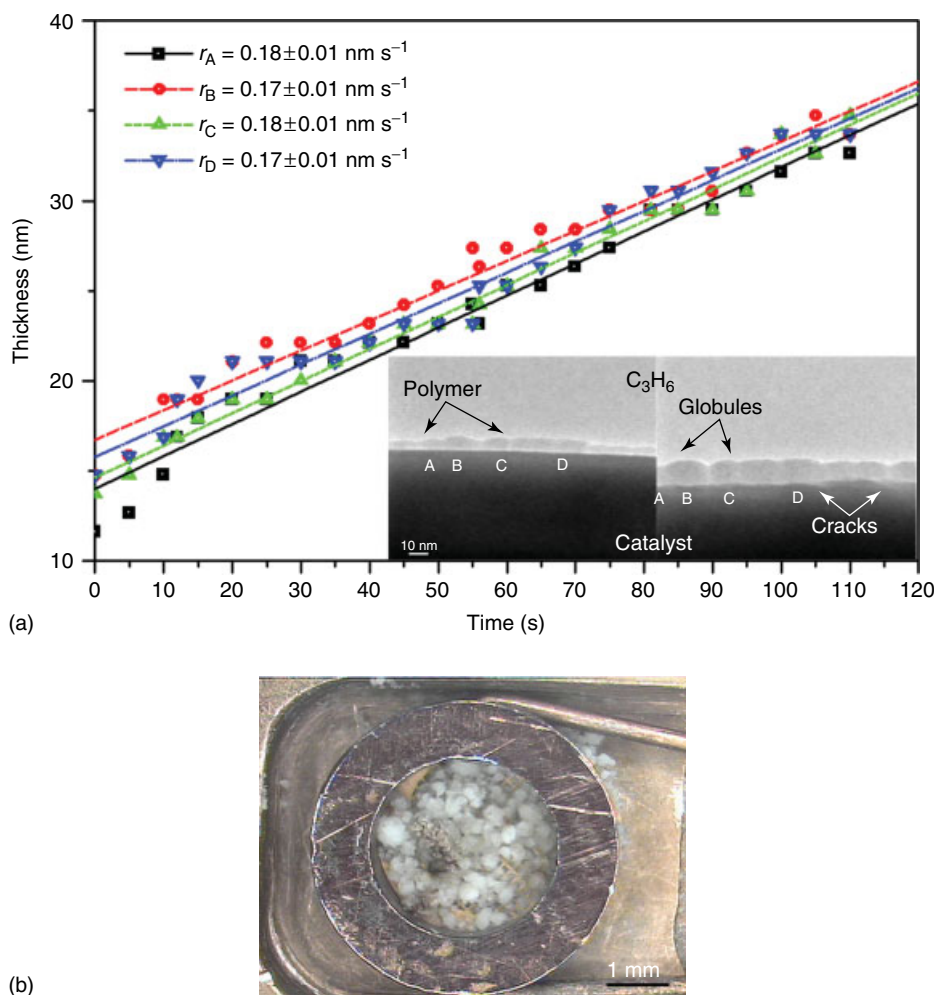 40
30
20
10
Thickness (nm)
r_A = 0.18±0.01 nm s⁻¹
r_B = 0.17±0.01 nm s⁻¹
r_C = 0.18±0.01 nm s⁻¹
r_D = 0.17±0.01 nm s⁻¹
Polymer
C₃H₆
Globules
A B C D
A B C D
Cracks
10 nm
Catalyst
0 10 20 30 40 50 60 70 80 90 100 110 120
(a)
Time (s)
1 mm
(b)